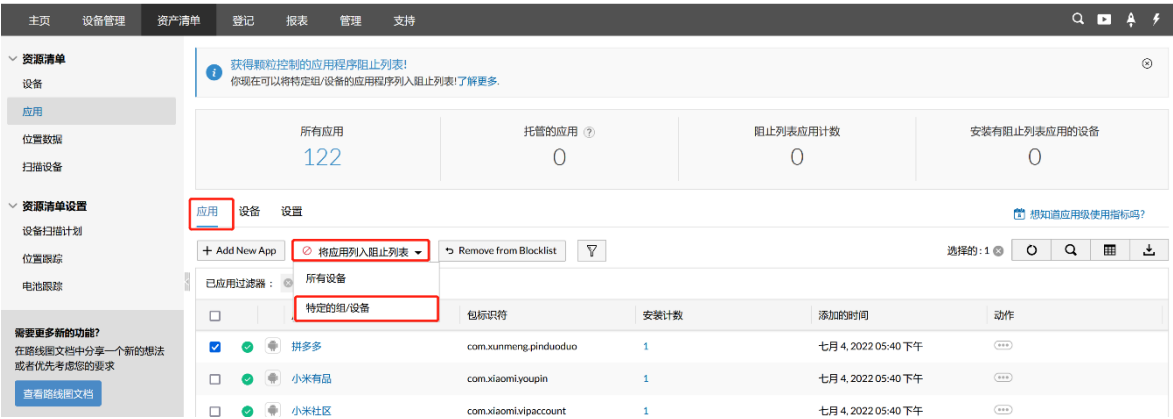 主页 设备管理 资产清单 登记 报表 管理 支持
资源清单
设备
应用
位置数据
扫描设备
资源清单设置
设备扫描计划
位置跟踪
电池跟踪
需要更多新的功能?
在路线图文档中分享一个新的想法
或者优先考虑您的要求
查看路线图文档
获得颗粒控制的应用程序阻止列表!
你现在可以将特定组/设备的应用程序列入阻止列表!了解更多.
所有应用 托管的应用 ? 阻止列表应用计数 安装有阻止列表应用的设备
122 0 0 0
应用 设备 设置 想知道应用级使用指标吗?
+ Add New App 将应用列入阻止列表 Remove from Blocklist 选择的 : 1
已应用过滤器 : 所有设备
特定的组/设备
包标识符 安装计数 添加的时间 动作
拼多多 com.xunmeng.pinduoduo 1 七月 4, 2022 05:40 下午
小米有品 com.xiaomi.youpin 1 七月 4, 2022 05:40 下午
小米社区 com.xiaomi.vipaccount 1 七月 4, 2022 05:40 下午